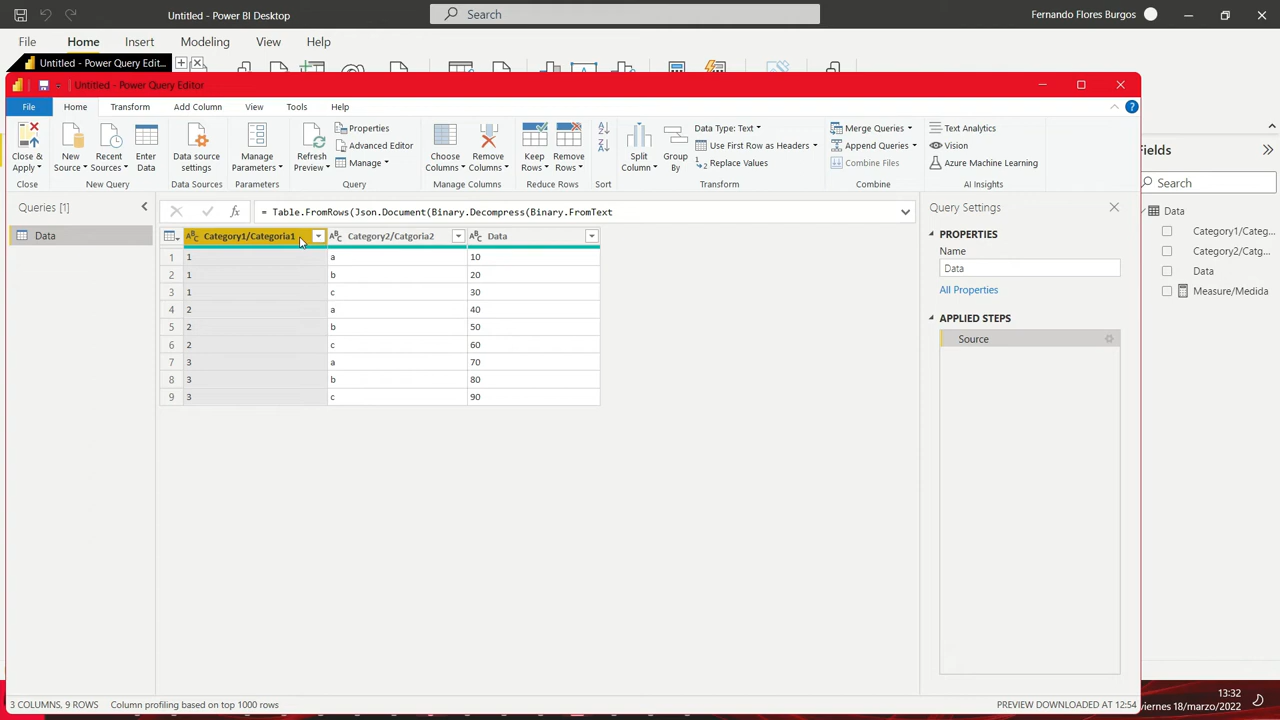 Untitled - Power BI Desktop
Search
Fernando Flores Burgos
File Home Insert Modeling View Help
Untitled - Power Query Edit...
Untitled - Power Query Editor
File Home Transform Add Column View Tools Help
Close & Apply
New Source
Recent Sources
Enter Data
Data source settings
Manage Parameters
Refresh Preview
Properties
Advanced Editor
Manage
Choose Columns
Remove Columns
Keep Rows
Remove Rows
Split Column
Group By
Data Type: Text
Use First Row as Headers
Replace Values
Merge Queries
Append Queries
Combine Files
Text Analytics
Vision
Azure Machine Learning
Close New Query Data Sources Parameters Query Manage Columns Reduce Rows Sort Transform Combine AI Insights
Queries [1]
Data
= Table.FromRows(Json.Document(Binary.Decompress(Binary.FromText
Category1/Categoria1 Category2/Catgoria2 Data
1 1 a 10
2 1 b 20
3 1 c 30
4 2 a 40
5 2 b 50
6 2 c 60
7 3 a 70
8 3 b 80
9 3 c 90
Query Settings
PROPERTIES
Name
Data
All Properties
APPLIED STEPS
Source
Fields
Search
Data
Category1/Categ...
Category2/Catg...
Data
Measure/Medida
3 COLUMNS, 9 ROWS Column profiling based on top 1000 rows
PREVIEW DOWNLOADED AT 12:54
13:32
viernes 18/marzo/2022